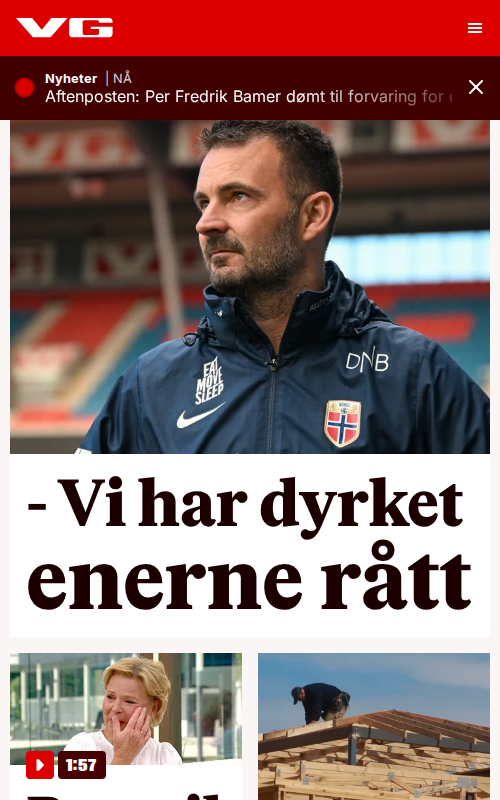 VG
Nyheter | NÅ
Aftenposten: Per Fredrik Bamer dømt til forvaring for
EAT
MOVE
SLEEP
DNB
NORGE
- Vi har dyrket
enerne rått
1:57